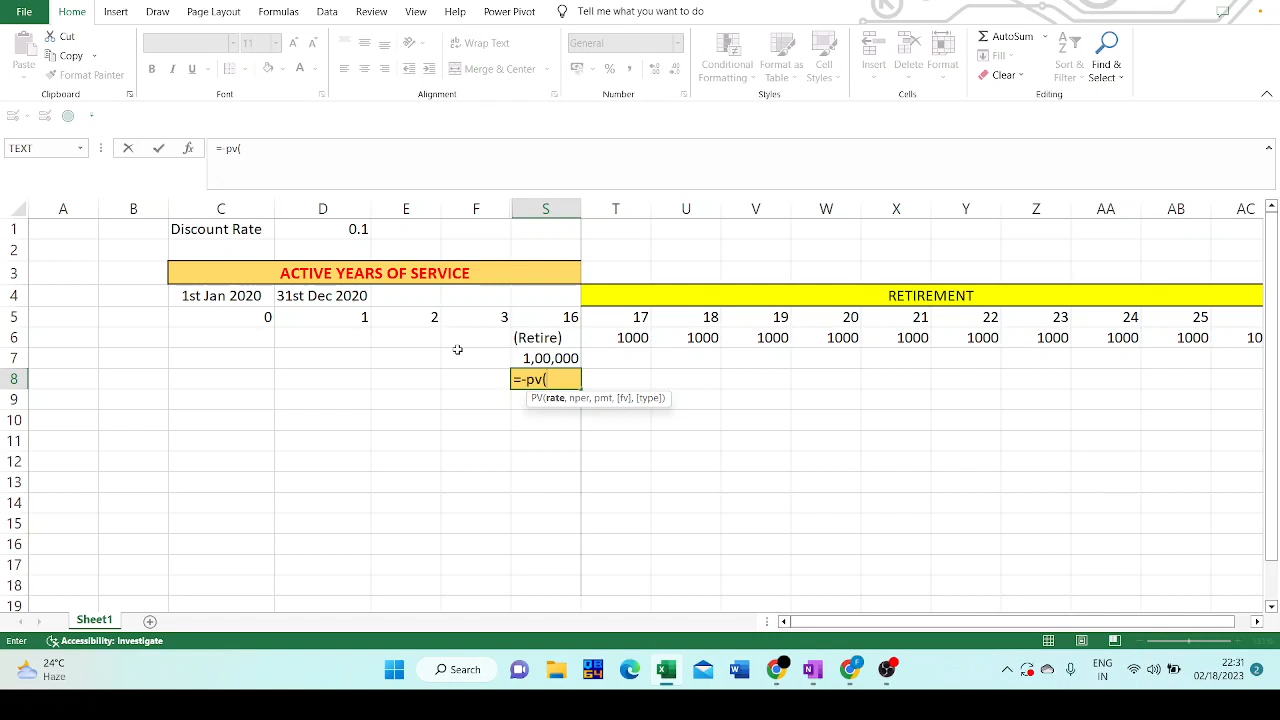 File Home Insert Draw Page Layout Formulas Data Review View Help Power Pivot Tell me what you want to do
Paste Cut Copy Format Painter
11
Wrap Text
Merge & Center
General
Conditional Formatting Format as Table Cell Styles
Insert Delete Format
AutoSum Fill Clear
Sort & Filter Find & Select
Clipboard Font Alignment Number Styles Cells Editing
TEXT fx =-pv(
A B C D E F S T U V W X Y Z AA AB AC
1 Discount Rate 0.1
2
3 ACTIVE YEARS OF SERVICE
4 1st Jan 2020 31st Dec 2020 RETIREMENT
5 0 1 2 3 16 17 18 19 20 21 22 23 24 25
6 (Retire) 1000 1000 1000 1000 1000 1000 1000 1000 1000 10
7 1,00,000
8 =-pv(
PV(rate, nper, pmt, [fv], [type])
9
10
11
12
13
14
15
16
17
18
19
Sheet1
Enter Accessibility: Investigate
24°C
Haze
Search
ENG
IN
22:31
02/18/2023
2